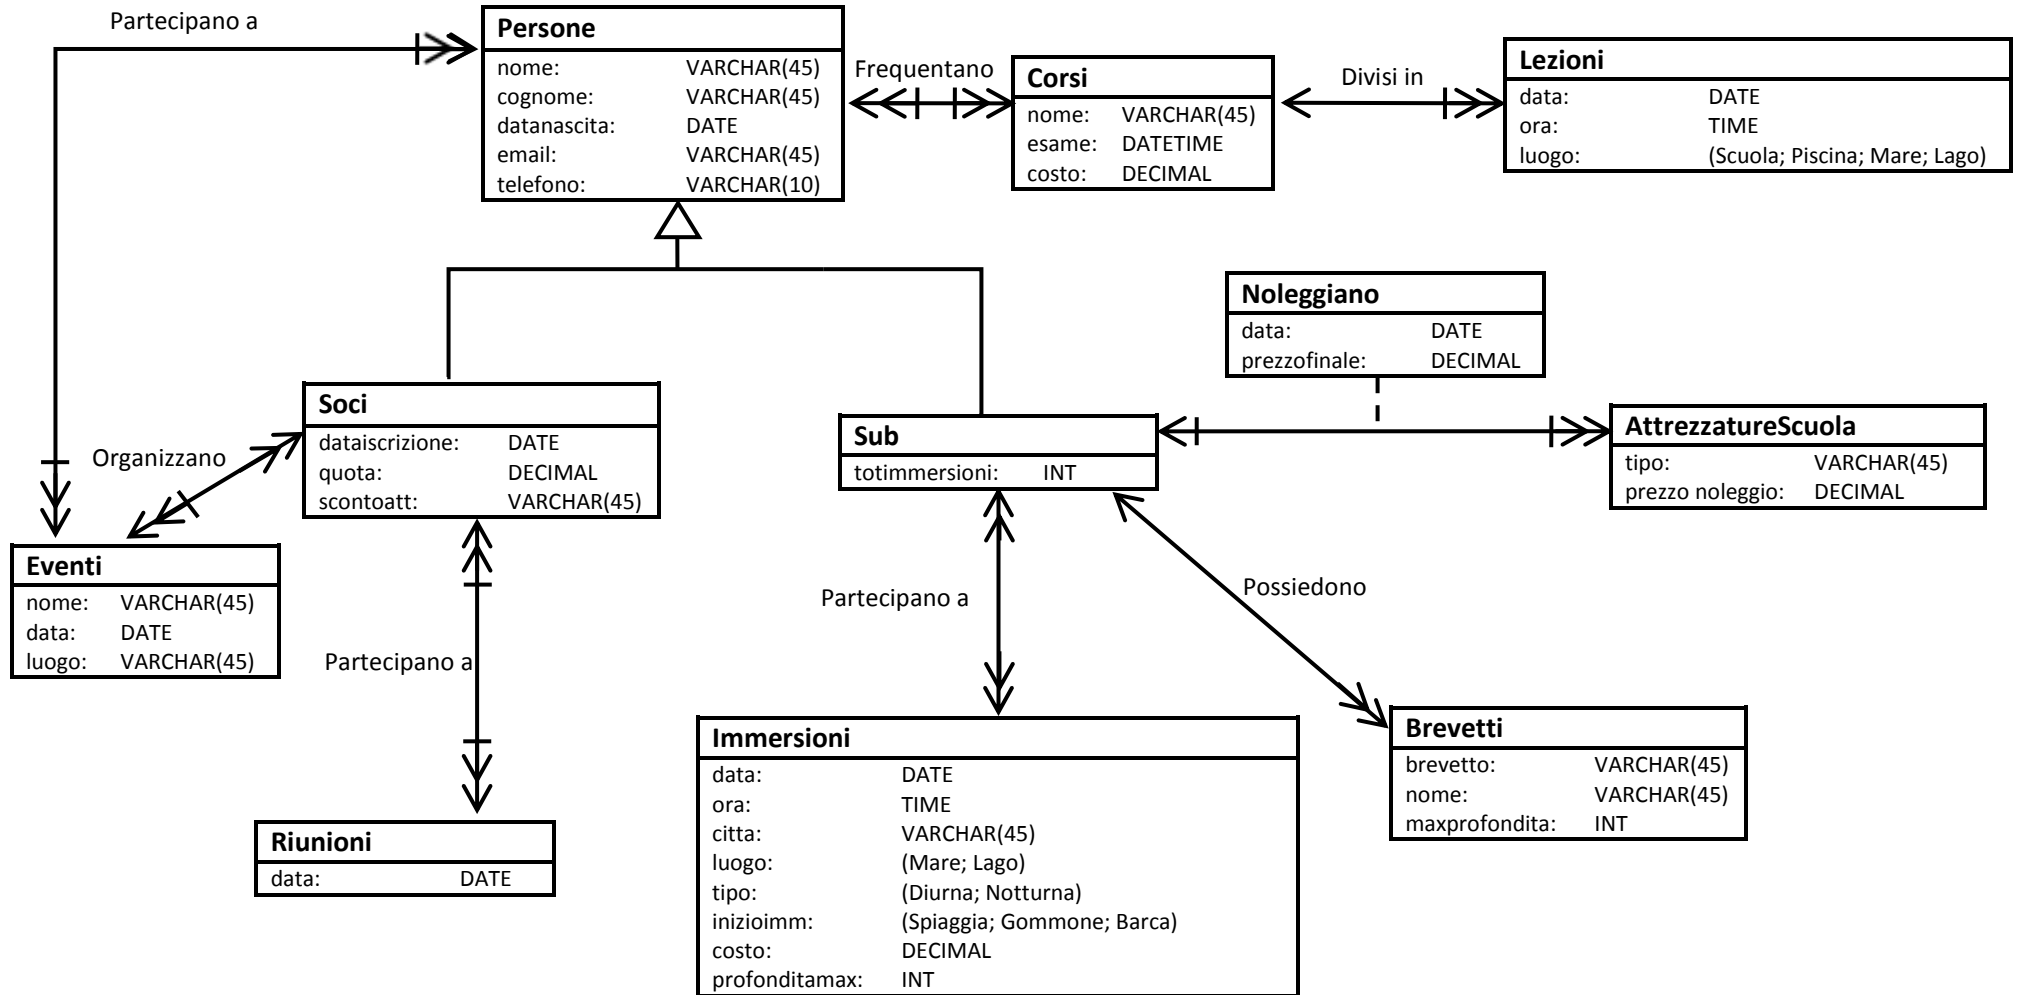 Partecipano a
Persone
nome: VARCHAR(45)
cognome: VARCHAR(45)
datanascita: DATE
email: VARCHAR(45)
telefono: VARCHAR(10)
Frequentano
Corsi
nome: VARCHAR(45)
esame: DATETIME
costo: DECIMAL
Divisi in
Lezioni
data: DATE
ora: TIME
luogo: (Scuola; Piscina; Mare; Lago)
Noleggiano
data: DATE
prezzofinale: DECIMAL
Soci
dataiscrizione: DATE
quota: DECIMAL
scontoatt: VARCHAR(45)
Sub
totimmersioni: INT
AttrezzatureScuola
tipo: VARCHAR(45)
prezzo noleggio: DECIMAL
Organizzano
Eventi
nome: VARCHAR(45)
data: DATE
luogo: VARCHAR(45)
Partecipano a
Partecipano a
Possiedono
Riunioni
data: DATE
Immersioni
data: DATE
ora: TIME
citta: VARCHAR(45)
luogo: (Mare; Lago)
tipo: (Diurna; Notturna)
inizioimm: (Spiaggia; Gommone; Barca)
costo: DECIMAL
profonditamax: INT
Brevetti
brevetto: VARCHAR(45)
nome: VARCHAR(45)
maxprofondita: INT